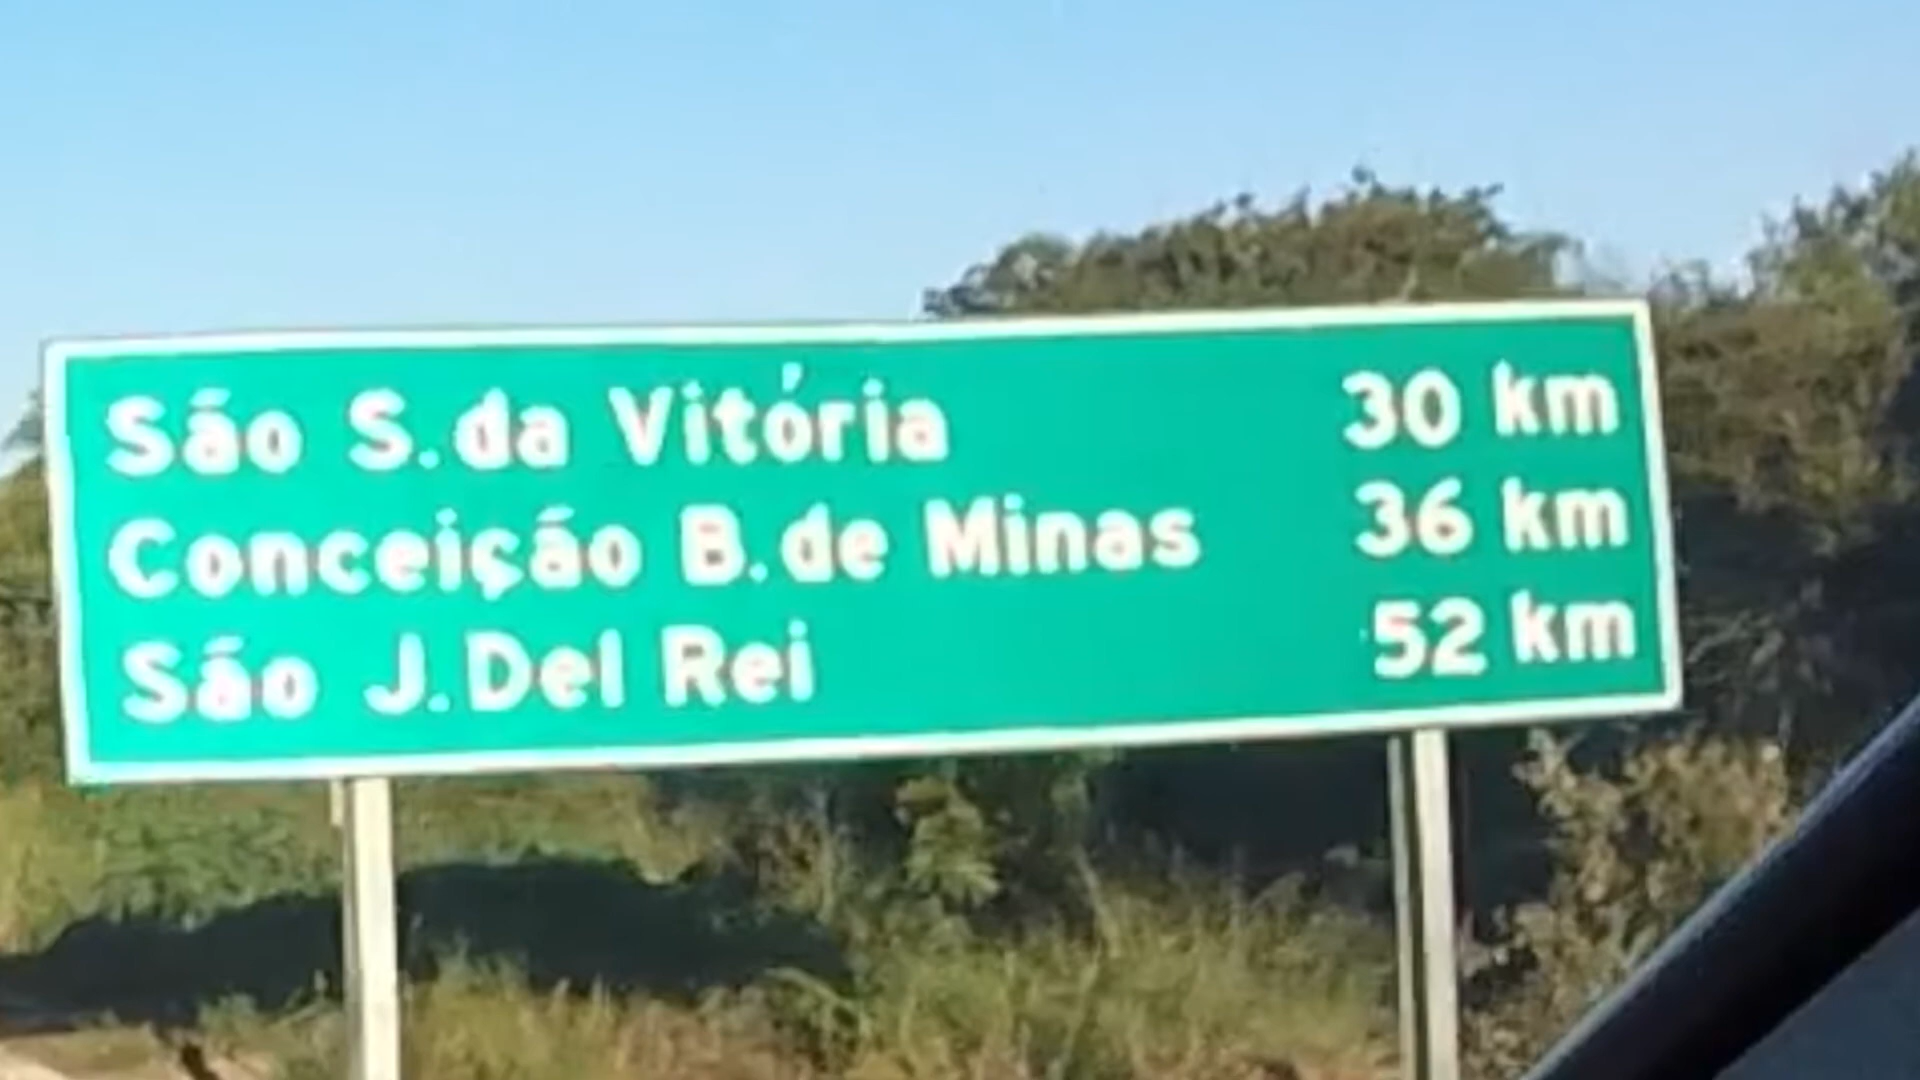 São S. da Vitória 30 km
Conceição B. de Minas 36 km
São J. Del Rei 52 km